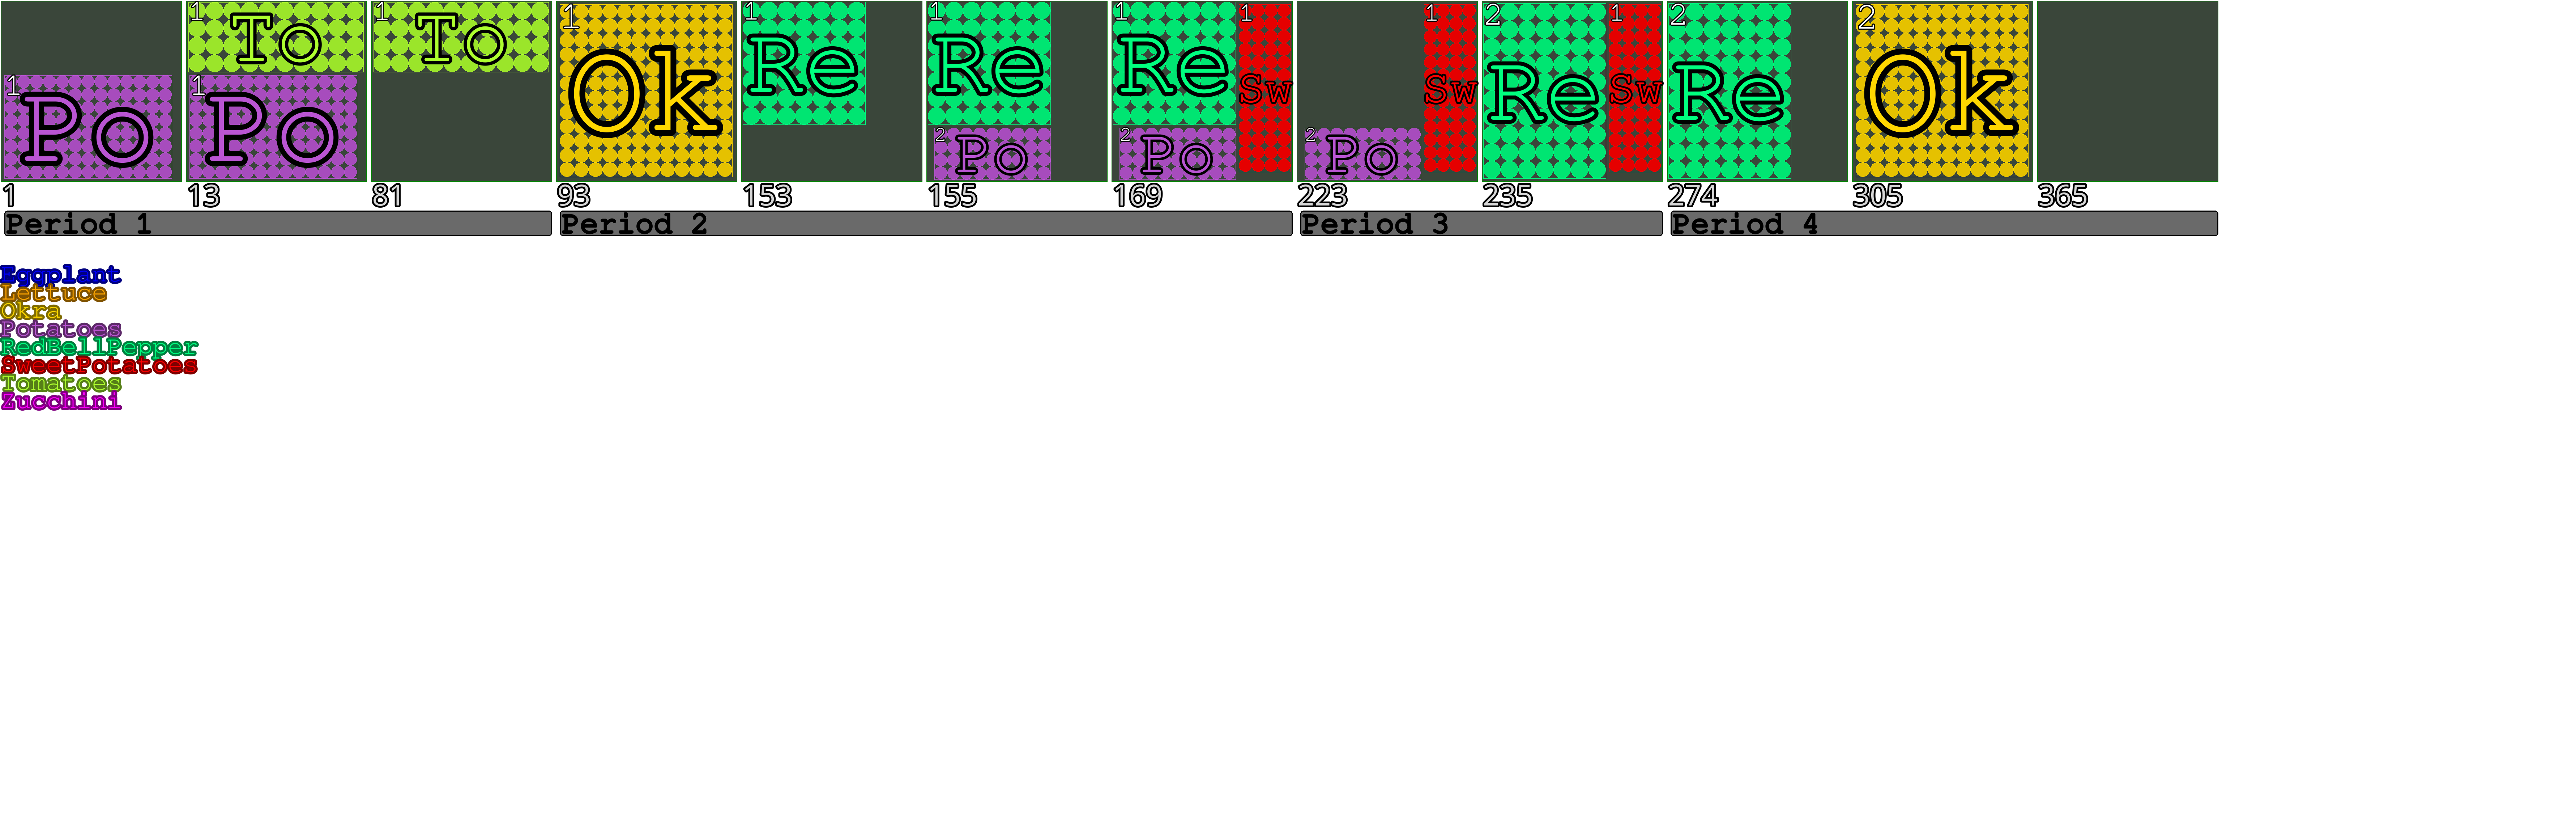 1 To 1 To 1 Ok 1 Re 1 Re 1 Re 1 Sw 1 Sw 2 Re 1 Sw 2 Re 2 Ok
1 Po 1 Po 2 Po 2 Po 2 Po
1 13 81 93 153 155 169 223 235 274 305 365
Period 1 Period 2 Period 3 Period 4
Eggplant
Lettuce
Okra
Potatoes
RedBellPepper
SweetPotatoes
Tomatoes
Zucchini